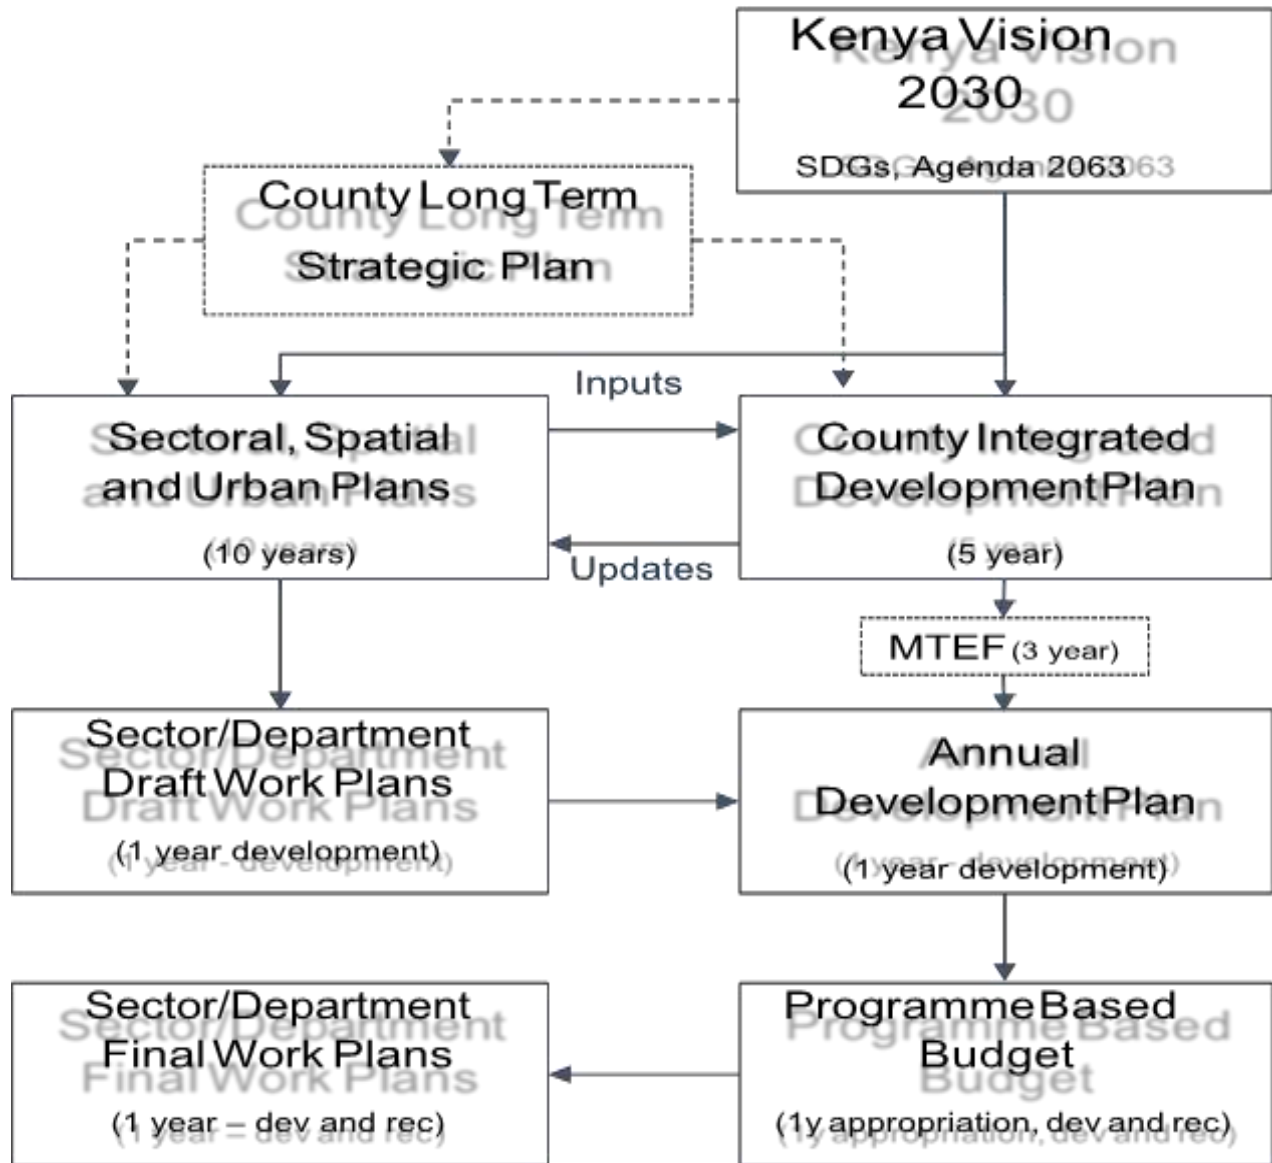 Kenya Vision
2030
SDGs, Agenda 2063
County Long Term
Strategic Plan
Inputs
Sectoral, Spatial
and Urban Plans
(10 years)
County Integrated
Development Plan
(5 year)
Updates
MTEF (3 year)
Sector/Department
Draft Work Plans
(1 year development)
Annual
Development Plan
(1 year development)
Sector/Department
Final Work Plans
(1 year – dev and rec)
Programme Based
Budget
(1y appropriation, dev and rec)